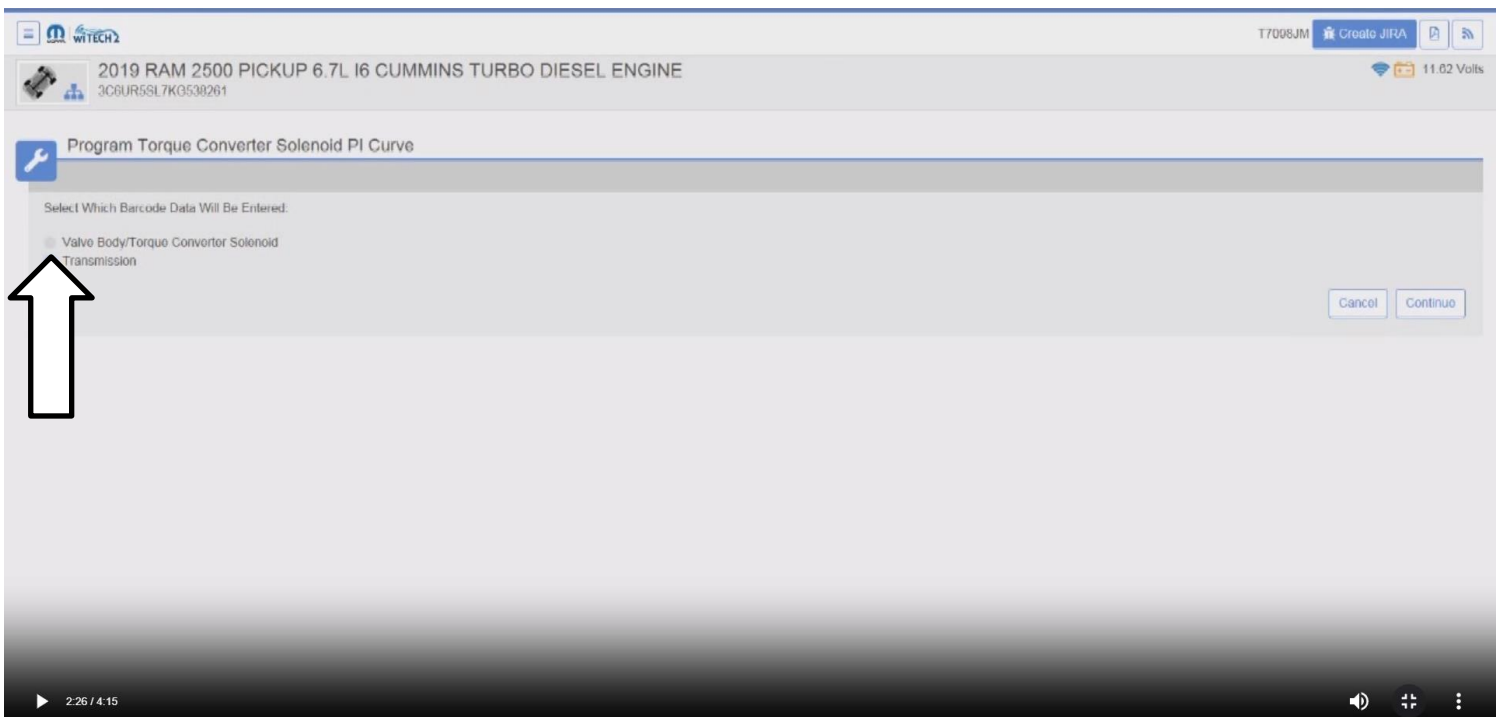 wiTECH2
T7008JM Create JIRA
2019 RAM 2500 PICKUP 6.7L I6 CUMMINS TURBO DIESEL ENGINE
11.62 Volts
3C6UR5SL7KG538261
Program Torque Converter Solenoid PI Curve
Select Which Barcode Data Will Be Entered:
Valve Body/Torque Converter Solenoid
Transmission
Cancel Continue
2:26 / 4:15